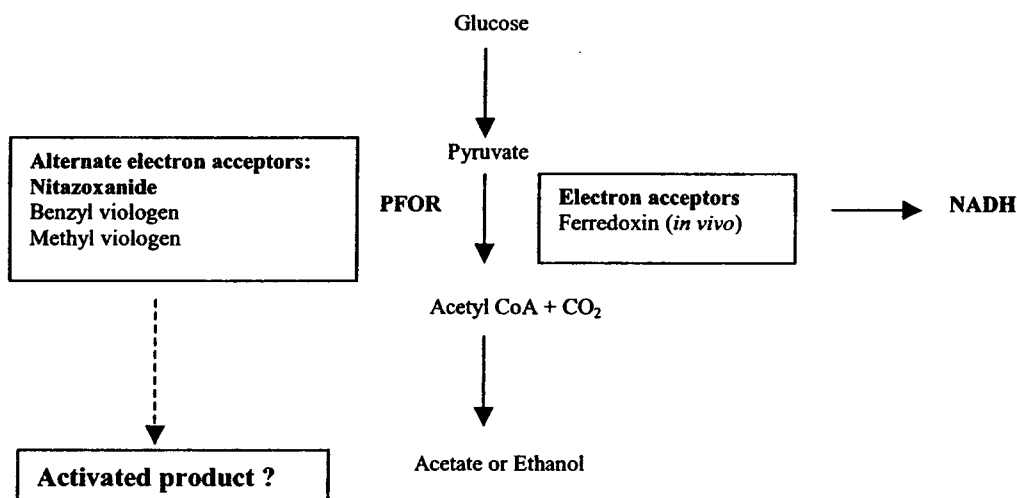 Glucose
Pyruvate
Alternate electron acceptors:
Nitazoxanide
Benzyl viologen
Methyl viologen
PFOR
Electron acceptors
Ferredoxin (in vivo)
NADH
Acetyl CoA + CO₂
Activated product ?
Acetate or Ethanol